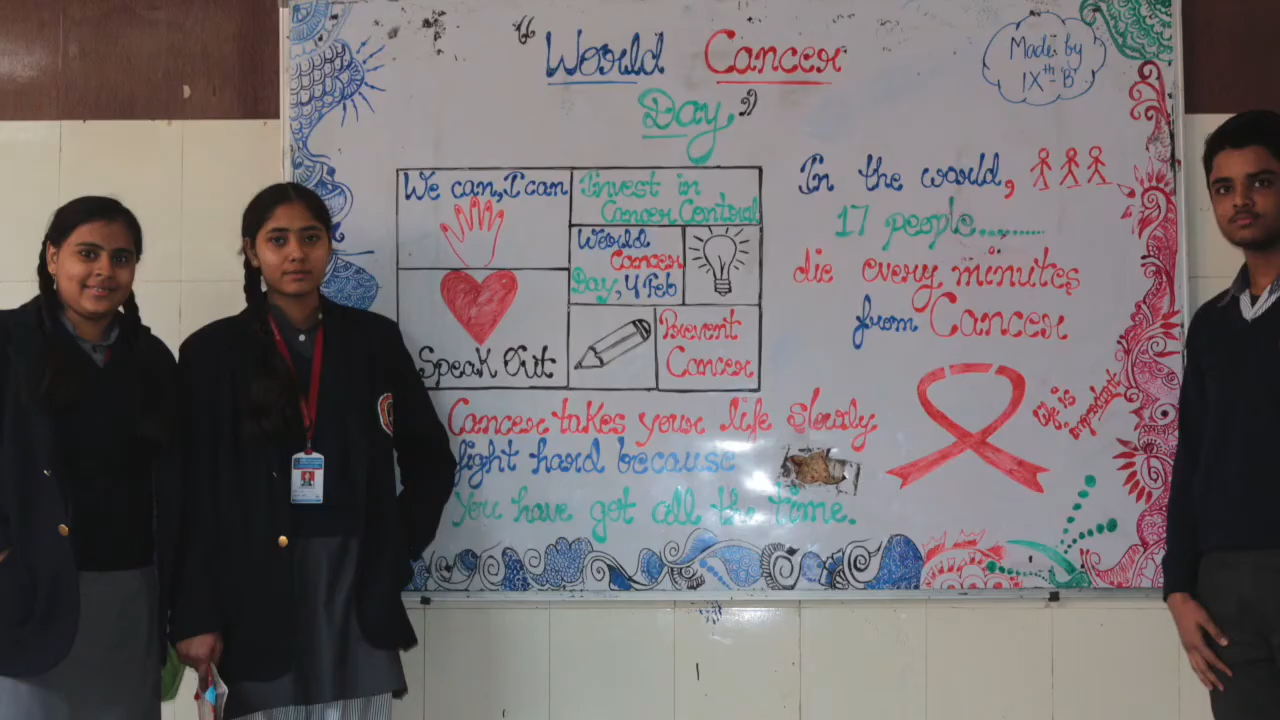 “World Cancer
Day”
Made by
IXth B
We can, I can
Invest in
Cancer Control
World
Cancer
Day, 4 Feb
Speak Out
Prevent
Cancer
In the world,
17 people........
die every minutes
from Cancer
Cancer takes your life slowly
fight hard because
You have got all the time.
life is
important